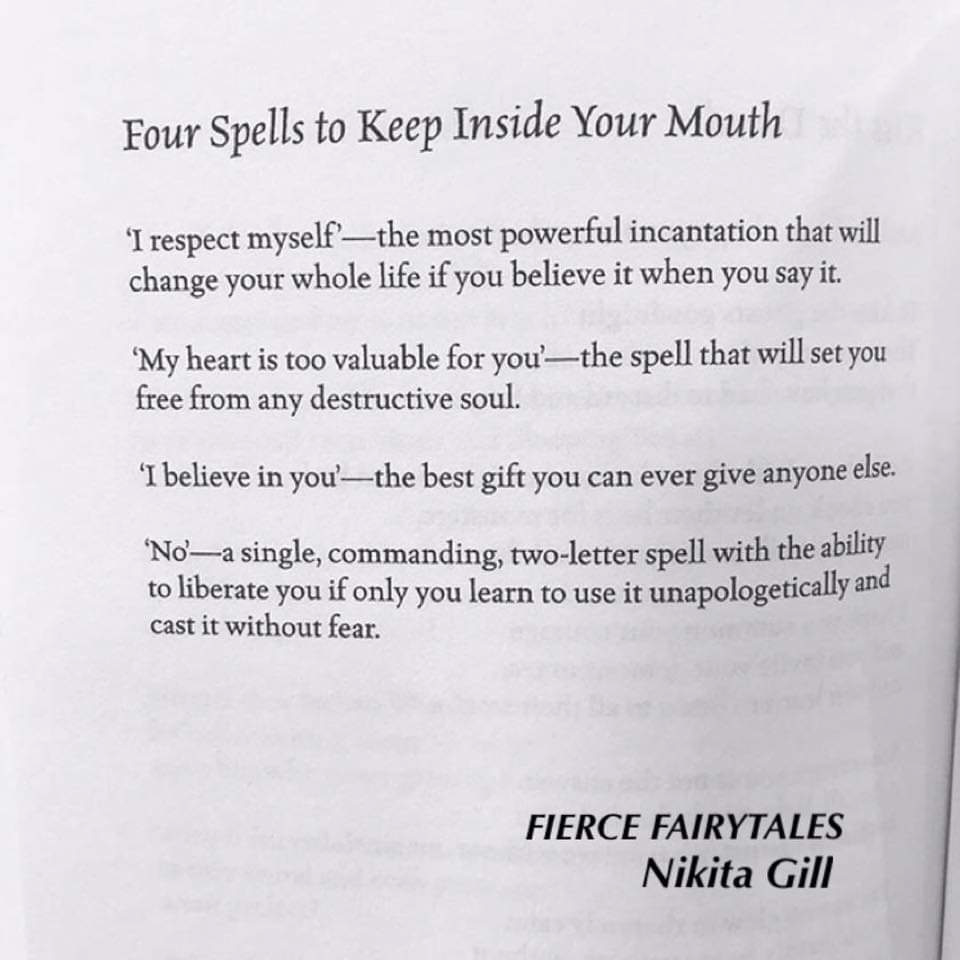 Four Spells to Keep Inside Your Mouth
‘I respect myself’—the most powerful incantation that will
change your whole life if you believe it when you say it.
‘My heart is too valuable for you’—the spell that will set you
free from any destructive soul.
‘I believe in you’—the best gift you can ever give anyone else.
‘No’—a single, commanding, two-letter spell with the ability
to liberate you if only you learn to use it unapologetically and
cast it without fear.
FIERCE FAIRYTALES
Nikita Gill